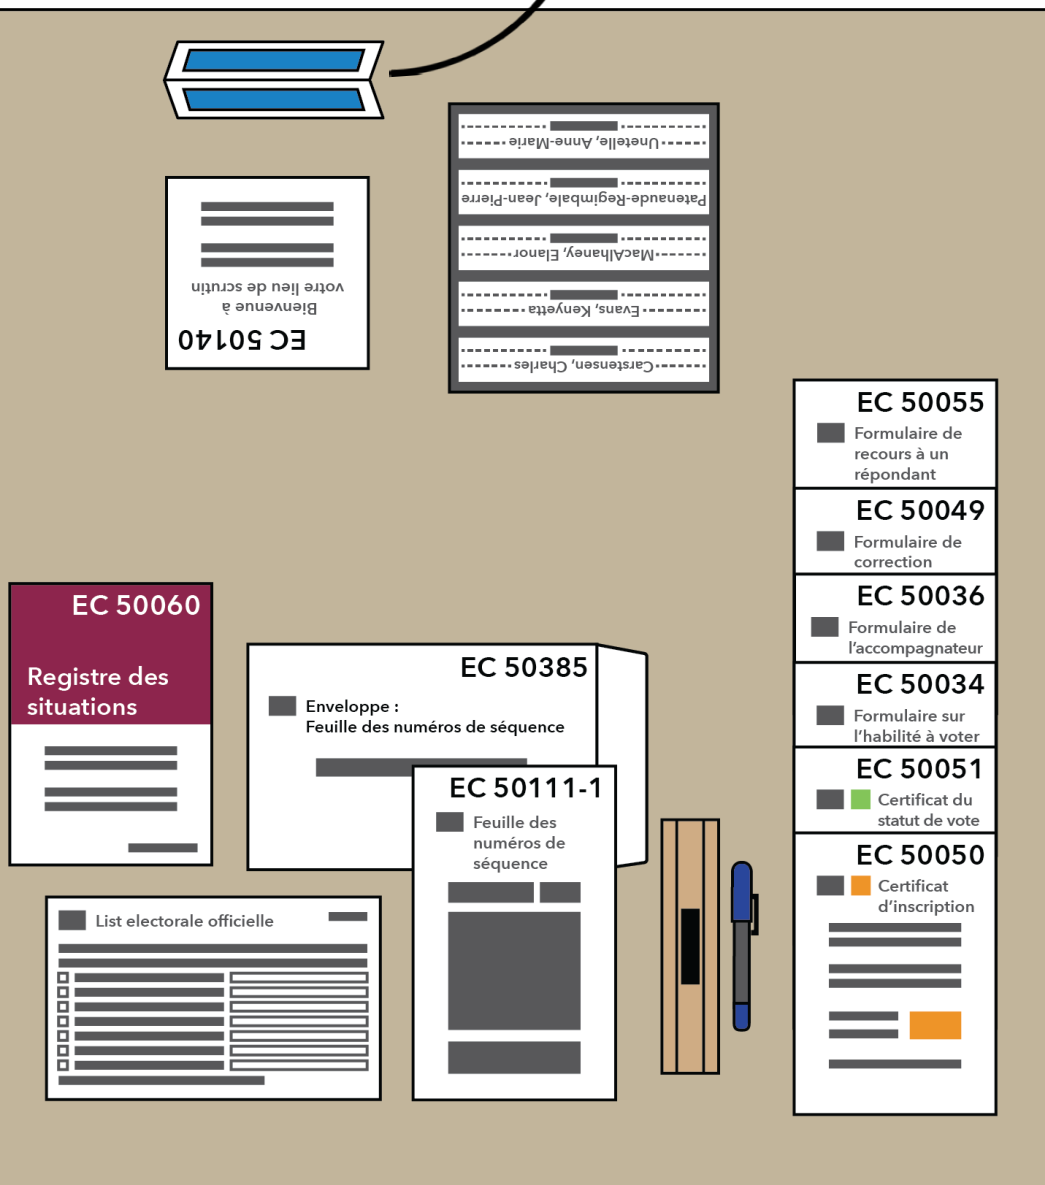 Unetelle, Anne-Marie
Patenaude-Regimbale, Jean-Pierre
MacAlhaney, Elanor
Evans, Kenyetta
Carstensen, Charles
EC 50140
Bienvenue à
votre lieu de scrutin
EC 50055
Formulaire de
recours à un
répondant
EC 50049
Formulaire de
correction
EC 50036
Formulaire de
l'accompagnateur
EC 50034
Formulaire sur
l'habilité à voter
EC 50051
Certificat du
statut de vote
EC 50050
Certificat
d'inscription
EC 50060
Registre des
situations
EC 50385
Enveloppe :
Feuille des numéros de séquence
EC 50111-1
Feuille des
numéros de
séquence
List electorale officielle